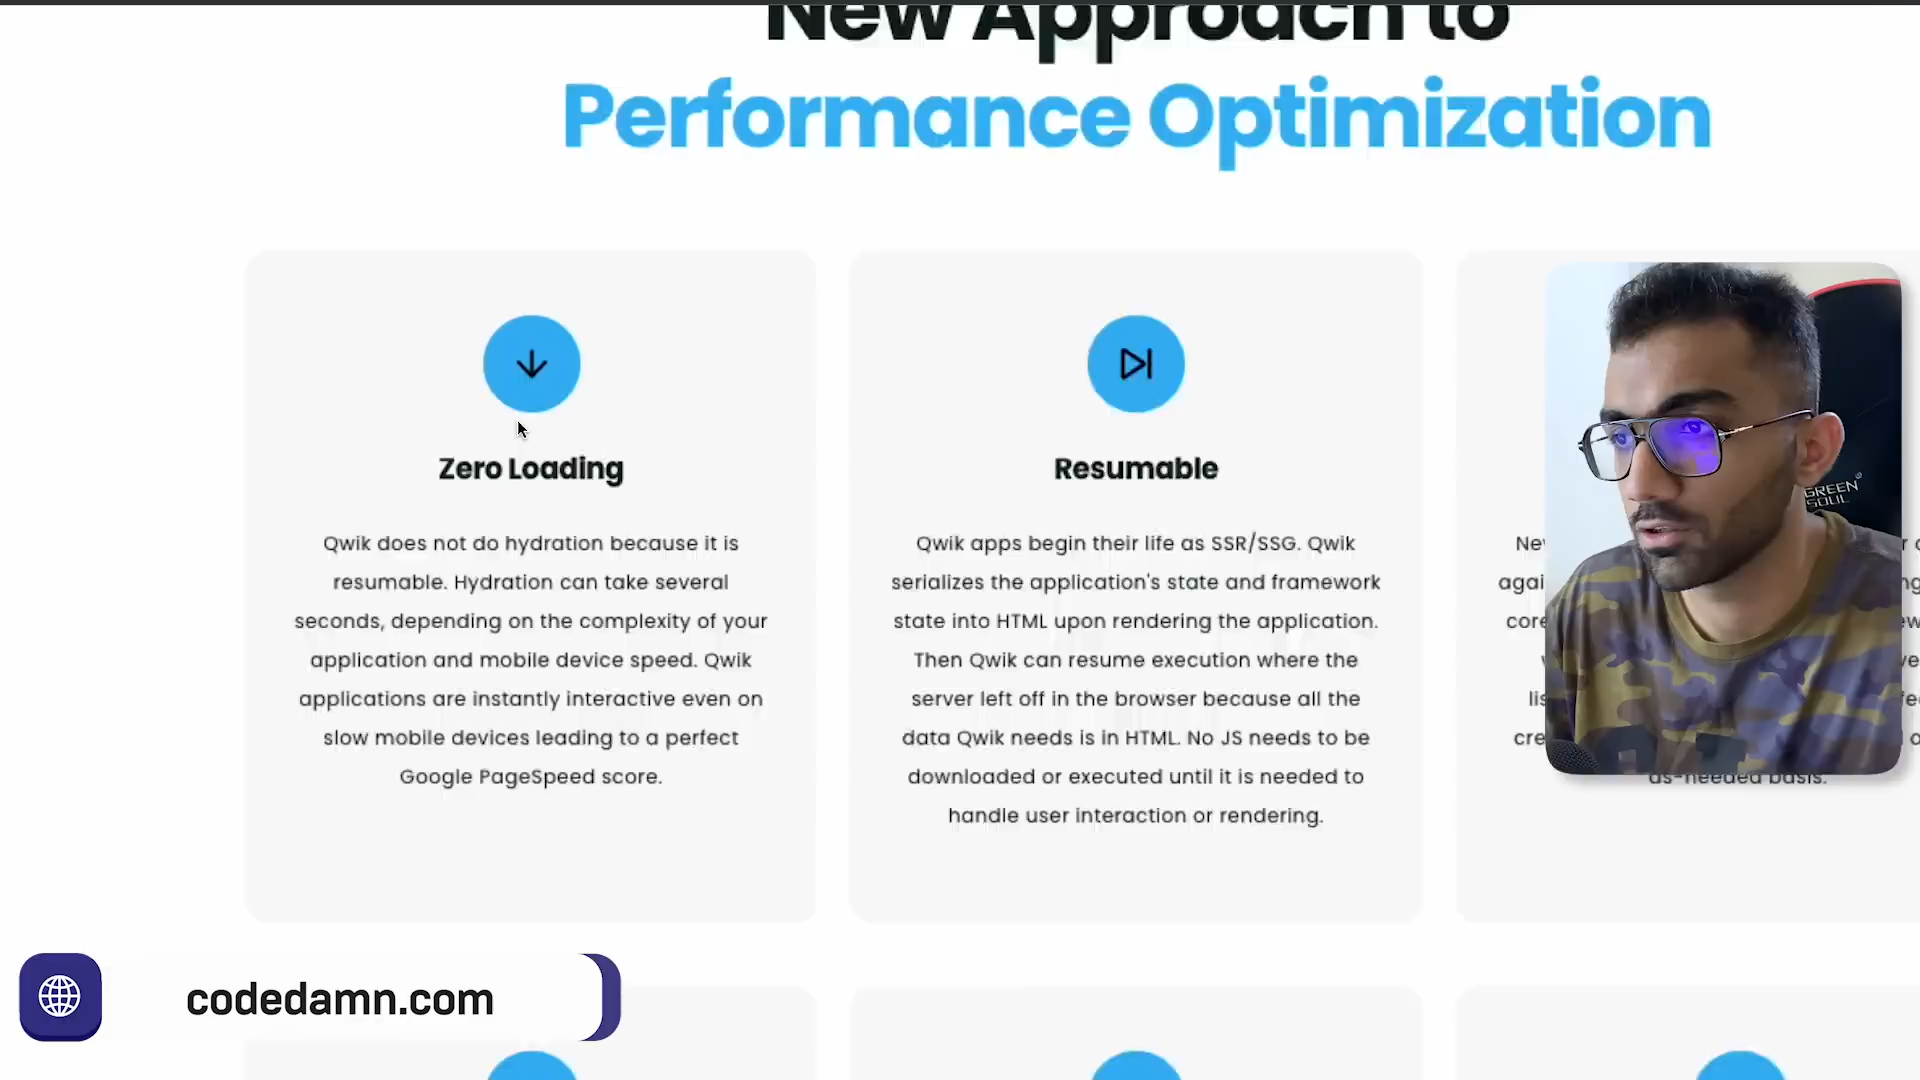 New Approach to
Performance Optimization
Zero Loading
Qwik does not do hydration because it is
resumable. Hydration can take several
seconds, depending on the complexity of your
application and mobile device speed. Qwik
applications are instantly interactive even on
slow mobile devices leading to a perfect
Google PageSpeed score.
Resumable
Qwik apps begin their life as SSR/SSG. Qwik
serializes the application's state and framework
state into HTML upon rendering the application.
Then Qwik can resume execution where the
server left off in the browser because all the
data Qwik needs is in HTML. No JS needs to be
downloaded or executed until it is needed to
handle user interaction or rendering.
as-needed basis.
GREEN
SOUL
codedamn.com